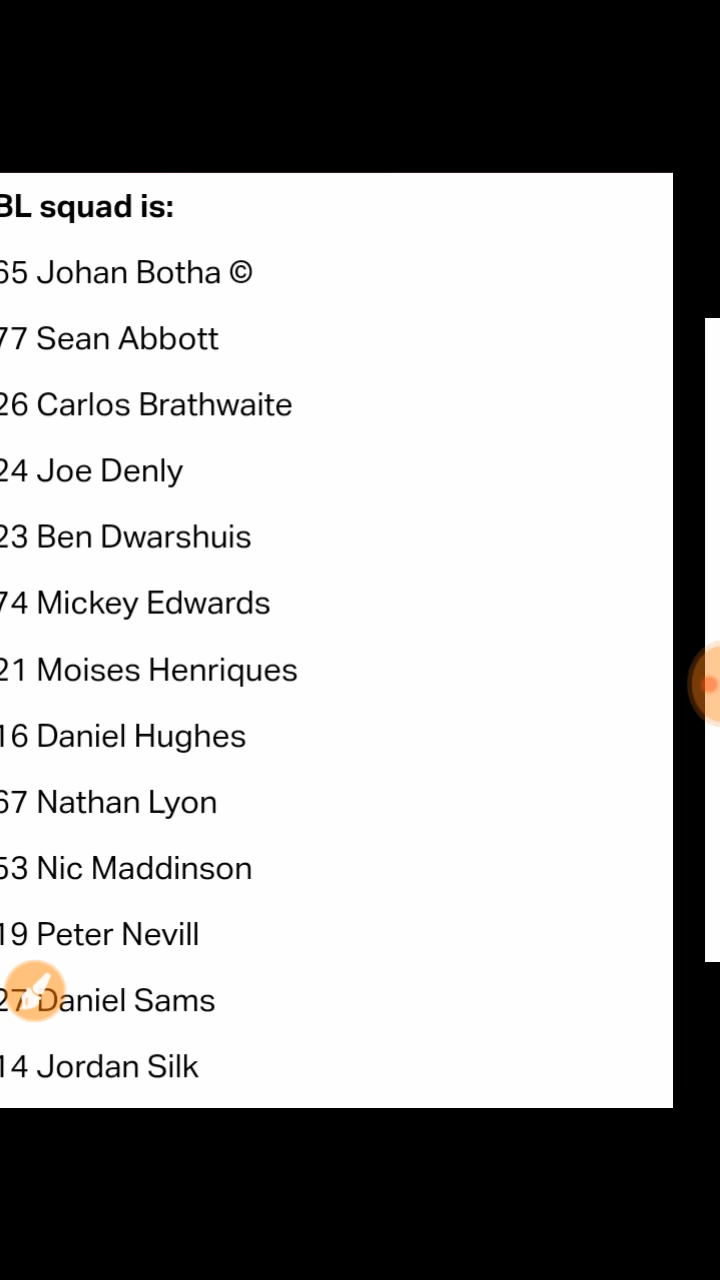 BL squad is:
65 Johan Botha ©
77 Sean Abbott
26 Carlos Brathwaite
24 Joe Denly
23 Ben Dwarshuis
74 Mickey Edwards
21 Moises Henriques
16 Daniel Hughes
67 Nathan Lyon
53 Nic Maddinson
19 Peter Nevill
27 Daniel Sams
14 Jordan Silk